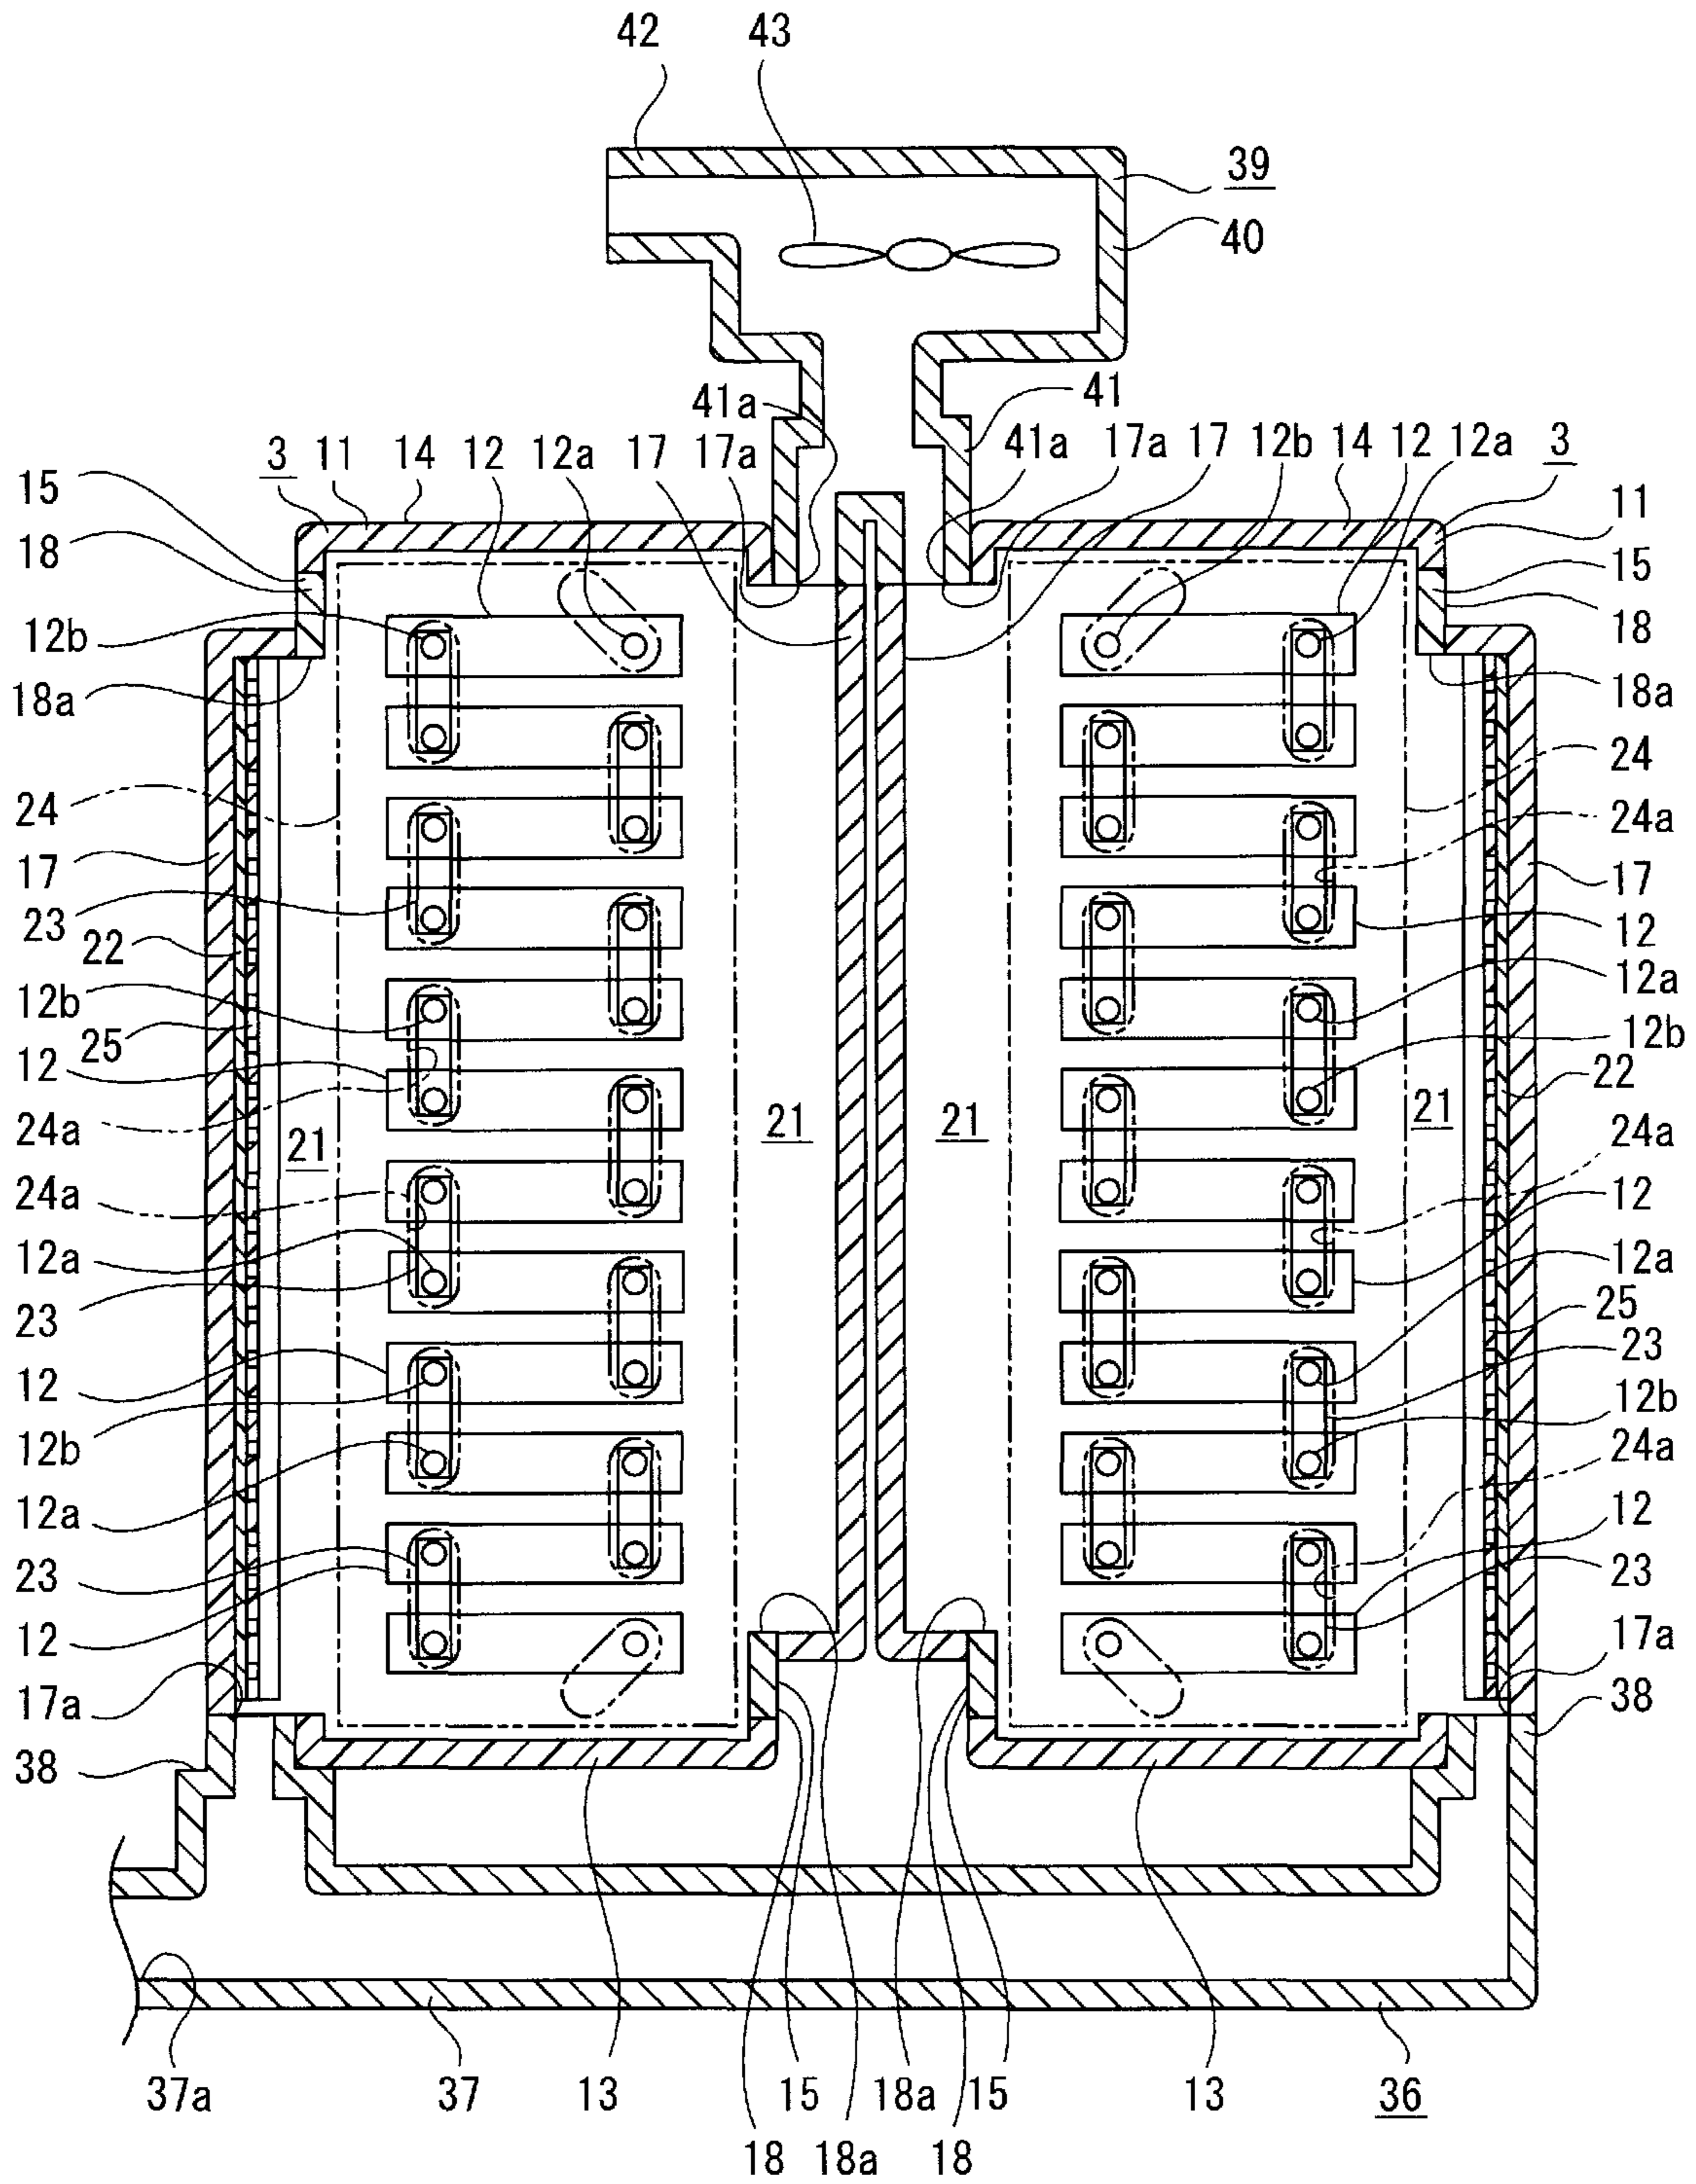 42 43
39
40
41a 41
3 11 14 12 12a 17 17a 41a 12b 17a 17 14 12 12a 3
15 11
18 15
12b 18
18a 18a
24 24
24a
17 17
23 12
22 12a
12b 12b
25 22
12
24a 21 21 21 21 24a
24a 12
12a 12a
23 25
12 23
12b 12b
12a 24a
23 12
12 23
17a 17a
38 38
37a 37 13 15 18a 15 13 36
18 18a 18